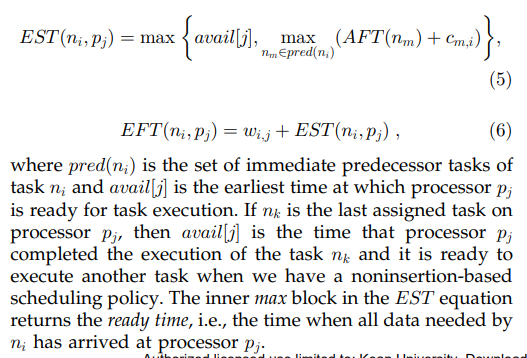 EST(n_i, p_j) = max { avail[j], max_{n_m∈pred(n_i)} (AFT(n_m) + c_{m,i}) },
(5)
EFT(n_i, p_j) = w_{i,j} + EST(n_i, p_j) , (6)
where pred(n_i) is the set of immediate predecessor tasks of
task n_i and avail[j] is the earliest time at which processor p_j
is ready for task execution. If n_k is the last assigned task on
processor p_j, then avail[j] is the time that processor p_j
completed the execution of the task n_k and it is ready to
execute another task when we have a noninsertion-based
scheduling policy. The inner max block in the EST equation
returns the ready time, i.e., the time when all data needed by
n_i has arrived at processor p_j.
Authorized licensed use limited to: Kean University. Download